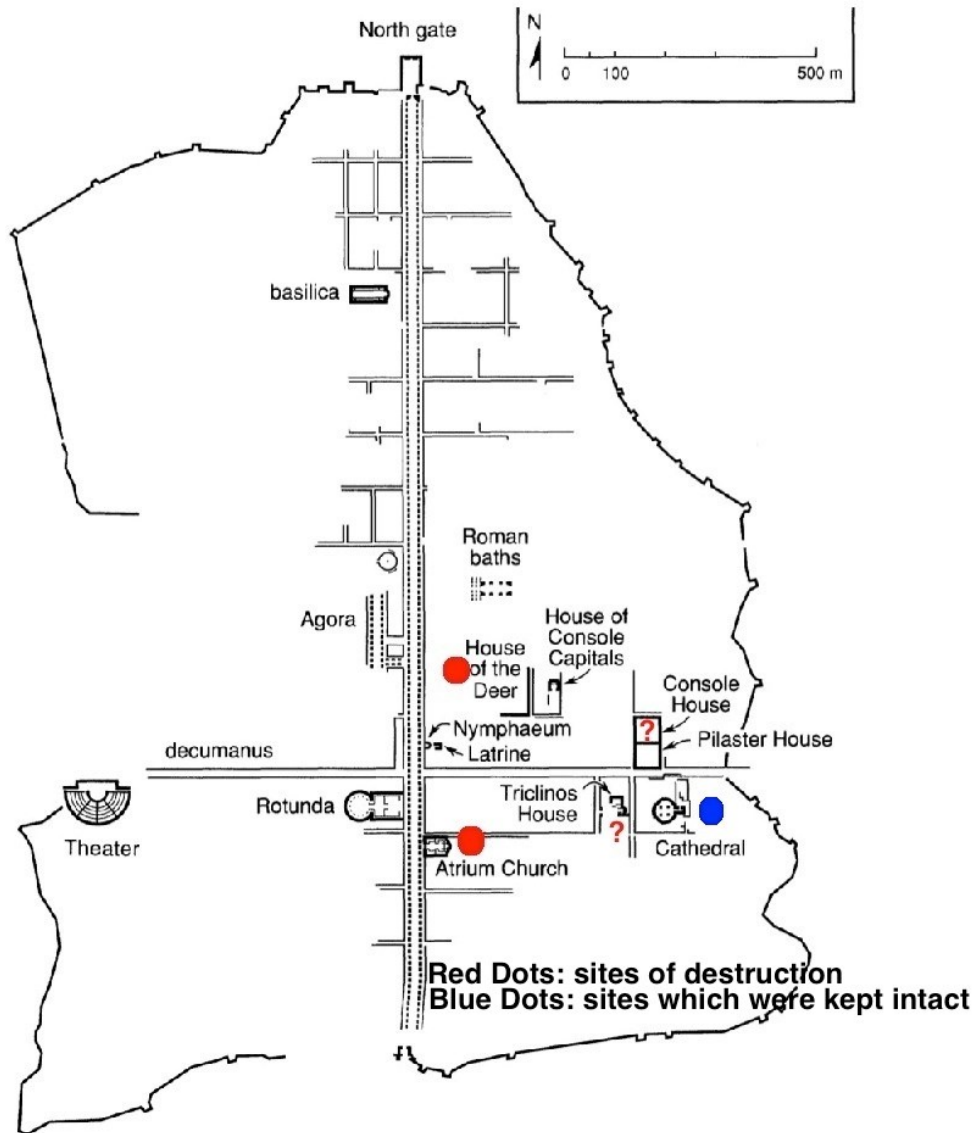 North gate
N
0 100 500 m
basilica
Roman
baths
Agora
House of
Console
Capitals
House
of the
Deer
Console
House
?
Pilaster House
Nymphaeum
Latrine
decumanus
Triclinos
House
?
Rotunda
Theater
Cathedral
Atrium Church
Red Dots: sites of destruction
Blue Dots: sites which were kept intact